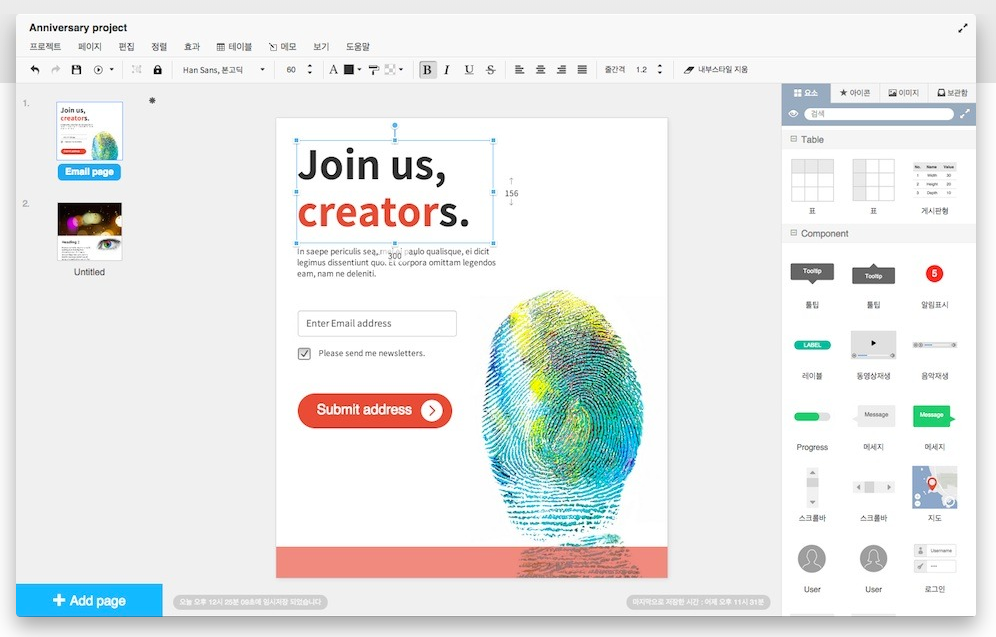 Anniversary project
프로젝트 페이지 편집 정렬 효과 테이블 메모 보기 도움말
Han Sans, 본고딕 60 A B I U S 줄간격 1.2 내부스타일 지움
1.
Join us,
creators.
Email page
2.
Heading 2
Untitled
Add page
Join us,
creators.
156
300
In saepe periculis sea, paulo qualisque, ei dicit
legimus dissentiunt quo. Et corpora omittam legendos
eam, nam ne deleniti.
Enter Email address
Please send me newsletters.
Submit address
오늘 오후 12시 25분 08초에 임시저장 되었습니다
마지막으로 저장한 시간 : 어제 오후 11시 31분
요소 아이콘 이미지 보관함
검색
Table
No. Name Value
1 Width 30
2 Height 20
3 Depth 10
표 표 게시판형
Component
Tooltip Tooltip 5
툴팁 툴팁 알림표시
LABEL
레이블 동영상재생 음악재생
Message Message
Progress 메세지 메세지
스크롤바 스크롤바 지도
Username
User User 로그인